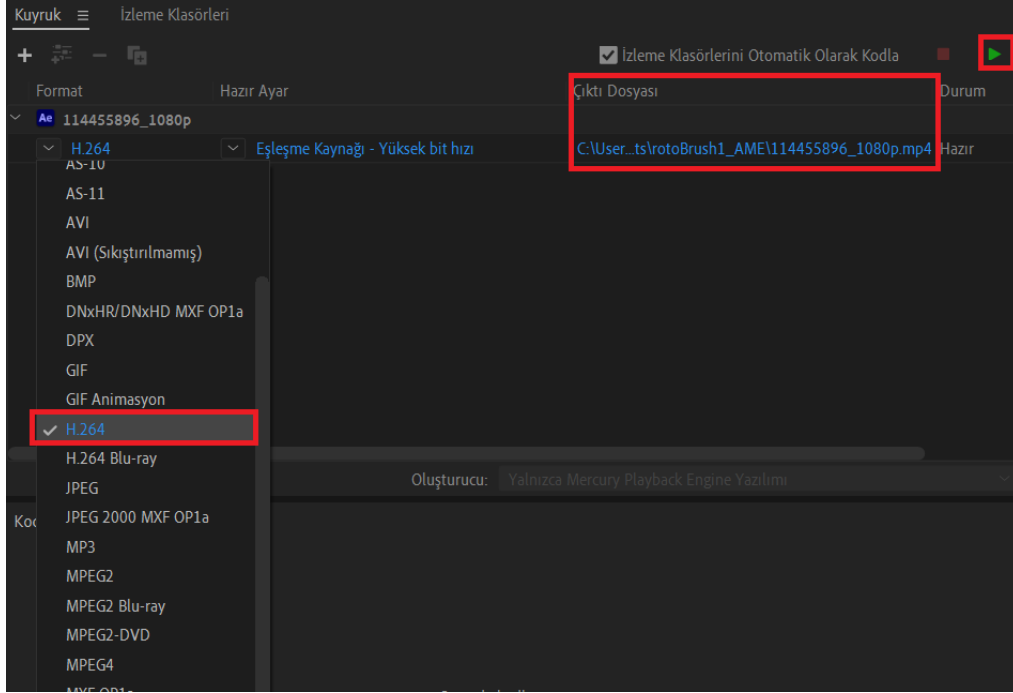 Kuyruk İzleme Klasörleri
İzleme Klasörlerini Otomatik Olarak Kodla
Format Hazır Ayar Çıktı Dosyası Durum
Ae 114455896_1080p
H.264 Eşleşme Kaynağı - Yüksek bit hızı C:\User...ts\rotoBrush1_AME\114455896_1080p.mp4 Hazır
AS-10
AS-11
AVI
AVI (Sıkıştırılmamış)
BMP
DNxHR/DNxHD MXF OP1a
DPX
GIF
GIF Animasyon
H.264
H.264 Blu-ray
Oluşturucu: Yalnızca Mercury Playback Engine Yazılımı
JPEG
JPEG 2000 MXF OP1a
MP3
MPEG2
MPEG2 Blu-ray
MPEG2-DVD
MPEG4
MXF OP1a